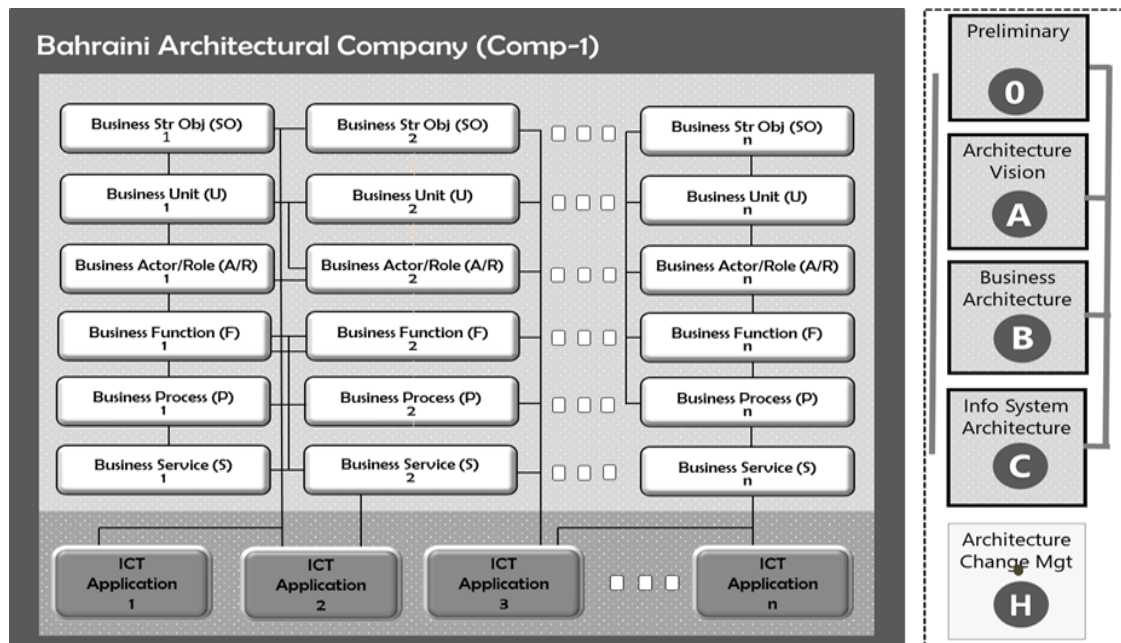 Bahraini Architectural Company (Comp-1)
Business Str Obj (SO)
1
Business Str Obj (SO)
2
Business Str Obj (SO)
n
Business Unit (U)
1
Business Unit (U)
2
Business Unit (U)
n
Business Actor/Role (A/R)
1
Business Actor/Role (A/R)
2
Business Actor/Role (A/R)
n
Business Function (F)
1
Business Function (F)
2
Business Function (F)
n
Business Process (P)
1
Business Process (P)
2
Business Process (P)
n
Business Service (S)
1
Business Service (S)
2
Business Service (S)
n
ICT
Application
1
ICT
Application
2
ICT
Application
3
ICT
Application
n
Preliminary
0
Architecture
Vision
A
Business
Architecture
B
Info System
Architecture
C
Architecture
Change Mgt
H